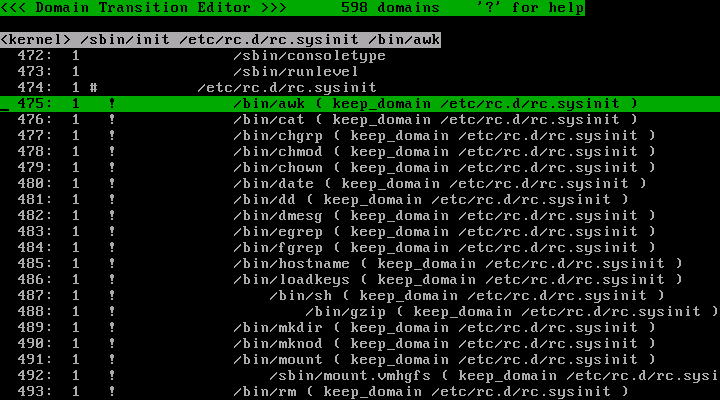 <<< Domain Transition Editor >>>      598 domains    '?' for help
<kernel> /sbin/init /etc/rc.d/rc.sysinit /bin/awk
472:  1                 /sbin/consoletype
473:  1                 /sbin/runlevel
474:  1 #           /etc/rc.d/rc.sysinit
_ 475:  1   !             /bin/awk ( keep_domain /etc/rc.d/rc.sysinit )
476:  1   !             /bin/cat ( keep_domain /etc/rc.d/rc.sysinit )
477:  1   !             /bin/chgrp ( keep_domain /etc/rc.d/rc.sysinit )
478:  1   !             /bin/chmod ( keep_domain /etc/rc.d/rc.sysinit )
479:  1   !             /bin/chown ( keep_domain /etc/rc.d/rc.sysinit )
480:  1   !             /bin/date ( keep_domain /etc/rc.d/rc.sysinit )
481:  1   !             /bin/dd ( keep_domain /etc/rc.d/rc.sysinit )
482:  1   !             /bin/dmesg ( keep_domain /etc/rc.d/rc.sysinit )
483:  1   !             /bin/egrep ( keep_domain /etc/rc.d/rc.sysinit )
484:  1   !             /bin/fgrep ( keep_domain /etc/rc.d/rc.sysinit )
485:  1   !             /bin/hostname ( keep_domain /etc/rc.d/rc.sysinit )
486:  1   !             /bin/loadkeys ( keep_domain /etc/rc.d/rc.sysinit )
487:  1   !                 /bin/sh ( keep_domain /etc/rc.d/rc.sysinit )
488:  1   !                     /bin/gzip ( keep_domain /etc/rc.d/rc.sysinit )
489:  1   !             /bin/mkdir ( keep_domain /etc/rc.d/rc.sysinit )
490:  1   !             /bin/mknod ( keep_domain /etc/rc.d/rc.sysinit )
491:  1   !             /bin/mount ( keep_domain /etc/rc.d/rc.sysinit )
492:  1   !                 /sbin/mount.vmhgfs ( keep_domain /etc/rc.d/rc.sysi
493:  1   !             /bin/rm ( keep_domain /etc/rc.d/rc.sysinit )